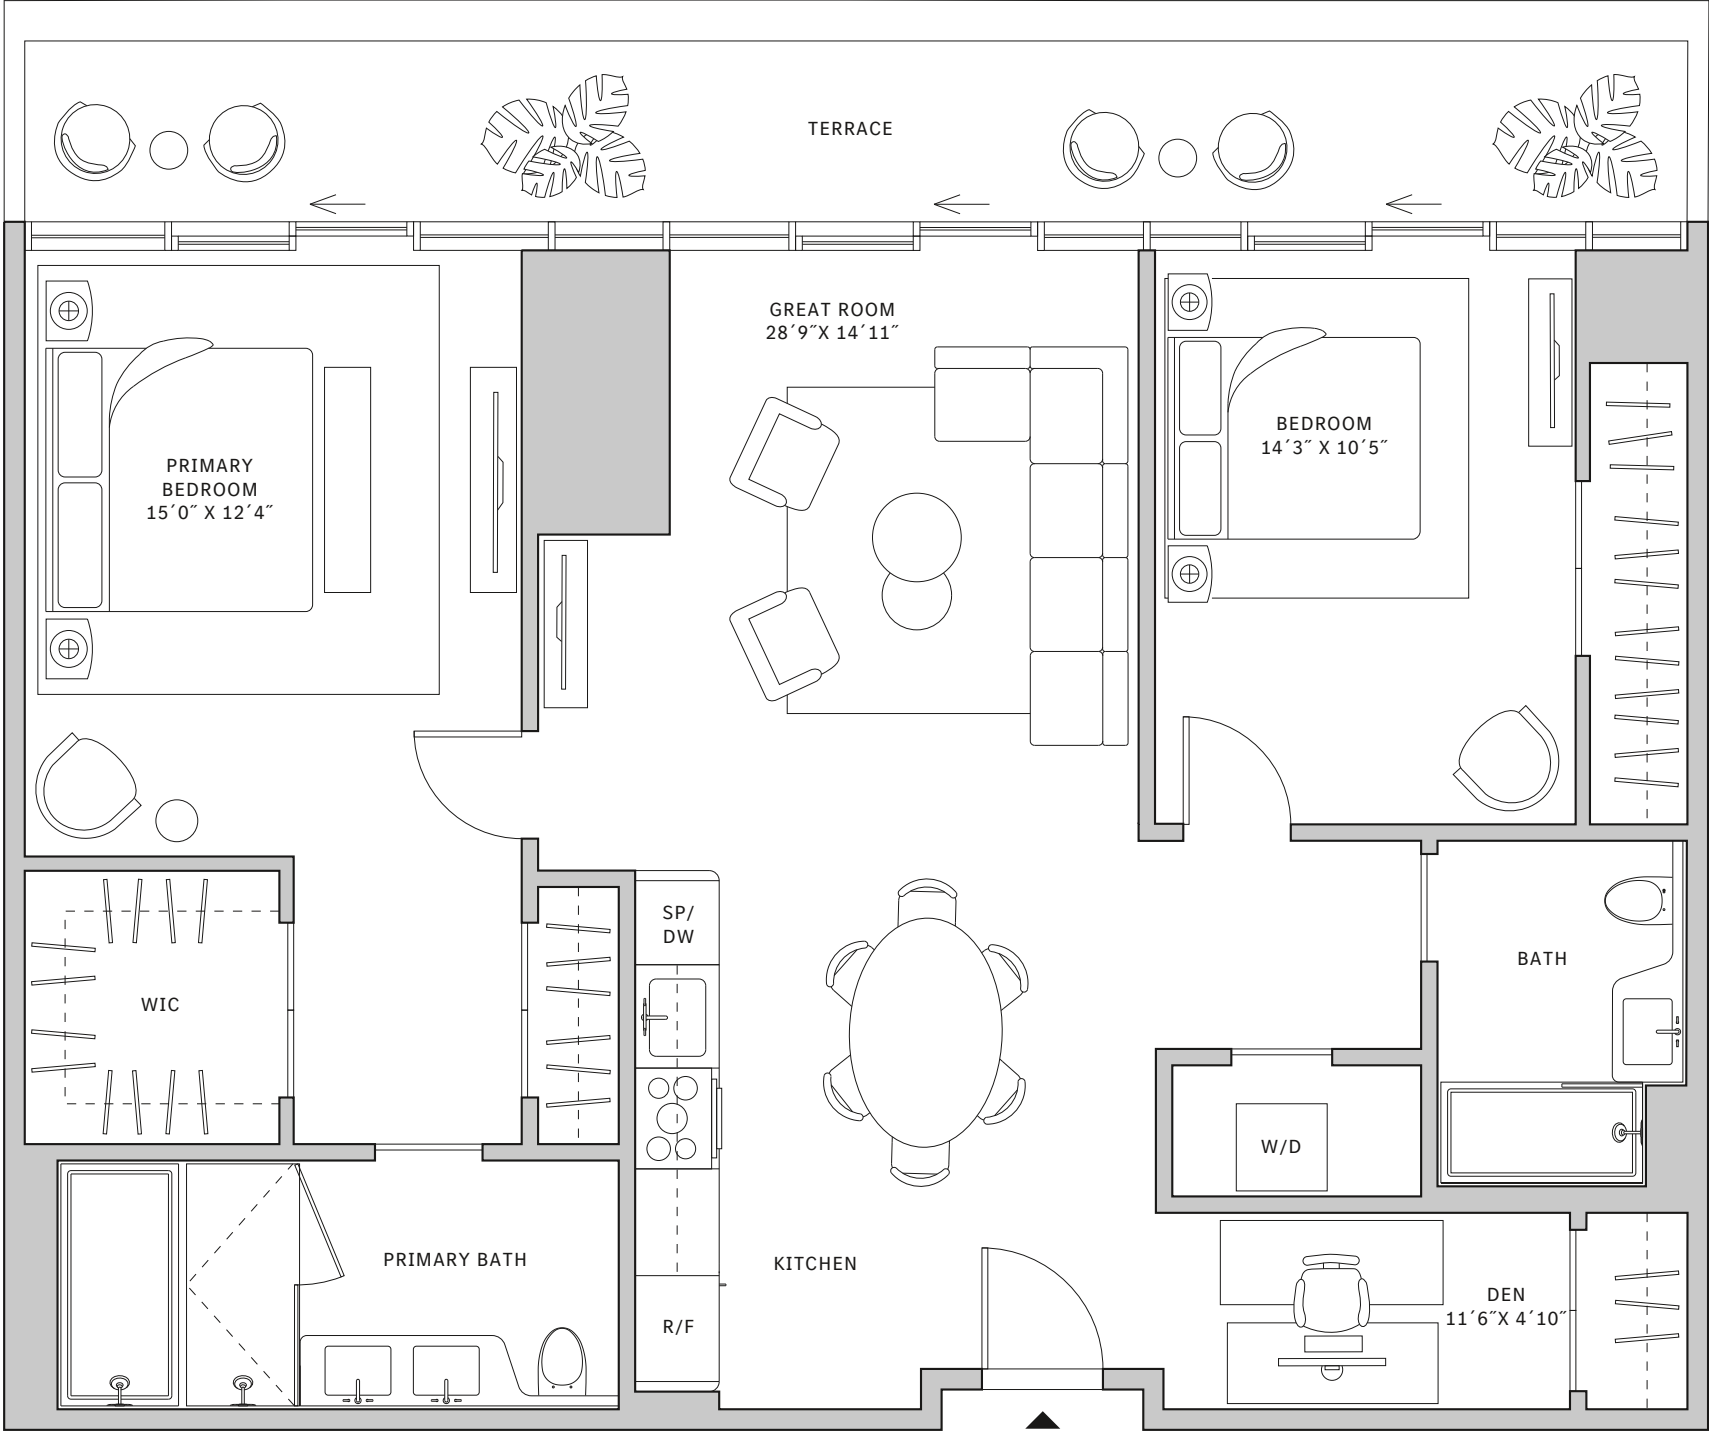 TERRACE
GREAT ROOM
28´9˝X 14´11˝
BEDROOM
14´3˝ X 10´5˝
PRIMARY
BEDROOM
15´0˝ X 12´4˝
SP/
DW
BATH
WIC
W/D
PRIMARY BATH
KITCHEN
DEN
11´6˝X 4´10˝
R/F